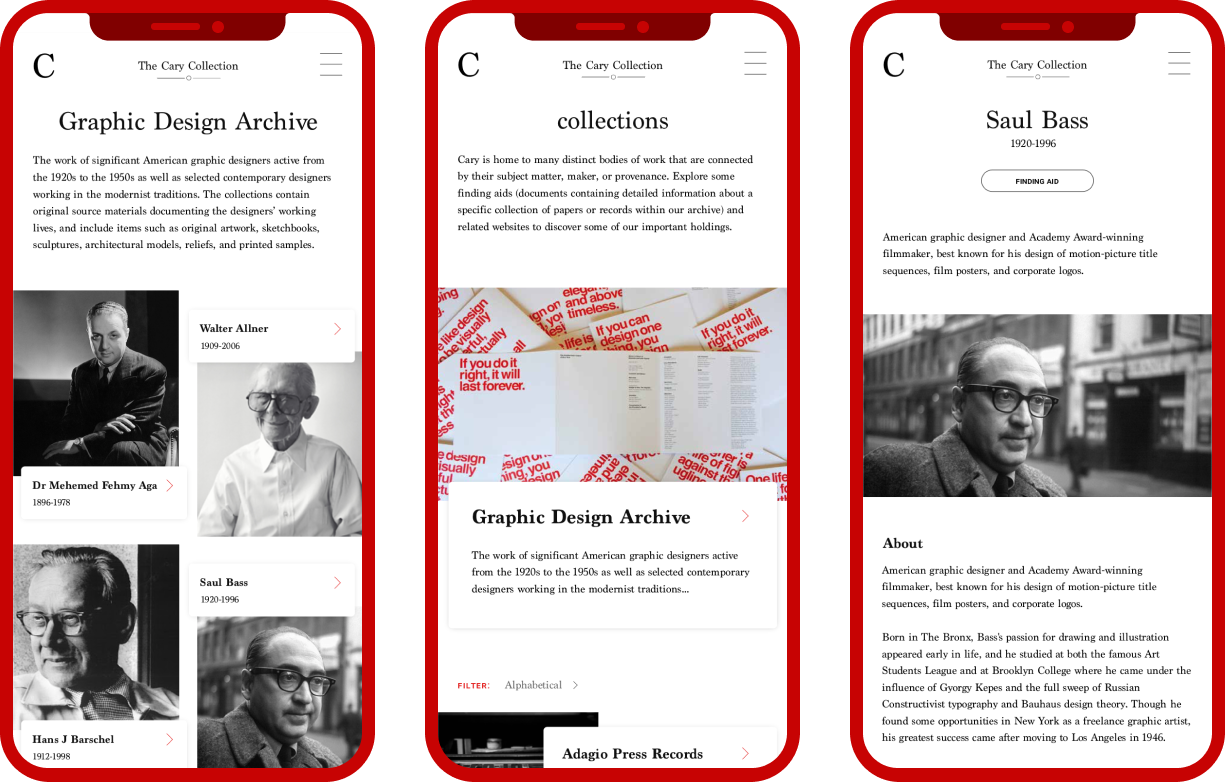 C
The Cary Collection
Graphic Design Archive
The work of significant American graphic designers active from
the 1920s to the 1950s as well as selected contemporary designers
working in the modernist traditions. The collections contain
original source materials documenting the designers’ working
lives, and include items such as original artwork, sketchbooks,
sculptures, architectural models, reliefs, and printed samples.
Walter Allner
1909-2006
Dr Mehemed Fehmy Aga
1896-1978
Saul Bass
1920-1996
Hans J Barschel
1912-1998
C
The Cary Collection
collections
Cary is home to many distinct bodies of work that are connected
by their subject matter, maker, or provenance. Explore some
finding aids (documents containing detailed information about a
specific collection of papers or records within our archive) and
related websites to discover some of our important holdings.
like design
visually
elegant and above
timeless.
life is
If you can
design one
If you do it
right, it will
If you do it
right, it will
last forever.
design
visually
design on
thing, you
One life
Graphic Design Archive
The work of significant American graphic designers active
from the 1920s to the 1950s as well as selected contemporary
designers working in the modernist traditions...
FILTER:
Alphabetical
Adagio Press Records
C
The Cary Collection
Saul Bass
1920-1996
FINDING AID
American graphic designer and Academy Award-winning
filmmaker, best known for his design of motion-picture title
sequences, film posters, and corporate logos.
About
American graphic designer and Academy Award-winning
filmmaker, best known for his design of motion-picture title
sequences, film posters, and corporate logos.
Born in The Bronx, Bass’s passion for drawing and illustration
appeared early in life, and he studied at both the famous Art
Students League and at Brooklyn College where he came under the
influence of Gyorgy Kepes and the full sweep of Russian
Constructivist typography and Bauhaus design theory. Though he
found some opportunities in New York as a freelance graphic artist,
his greatest success came after moving to Los Angeles in 1946.